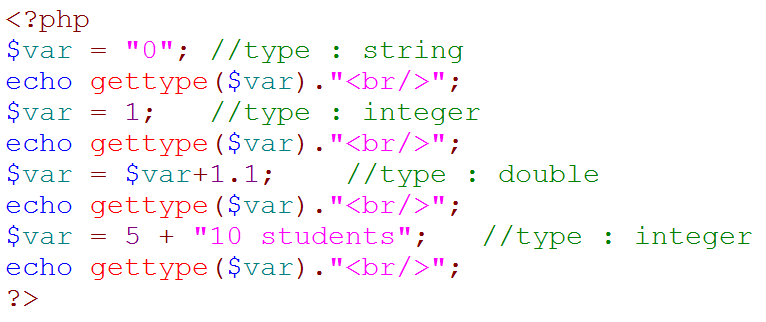 <?php
$var = "0"; //type : string
echo gettype($var)."<br/>";
$var = 1;   //type : integer
echo gettype($var)."<br/>";
$var = $var+1.1;    //type : double
echo gettype($var)."<br/>";
$var = 5 + "10 students";   //type : integer
echo gettype($var)."<br/>";
?>